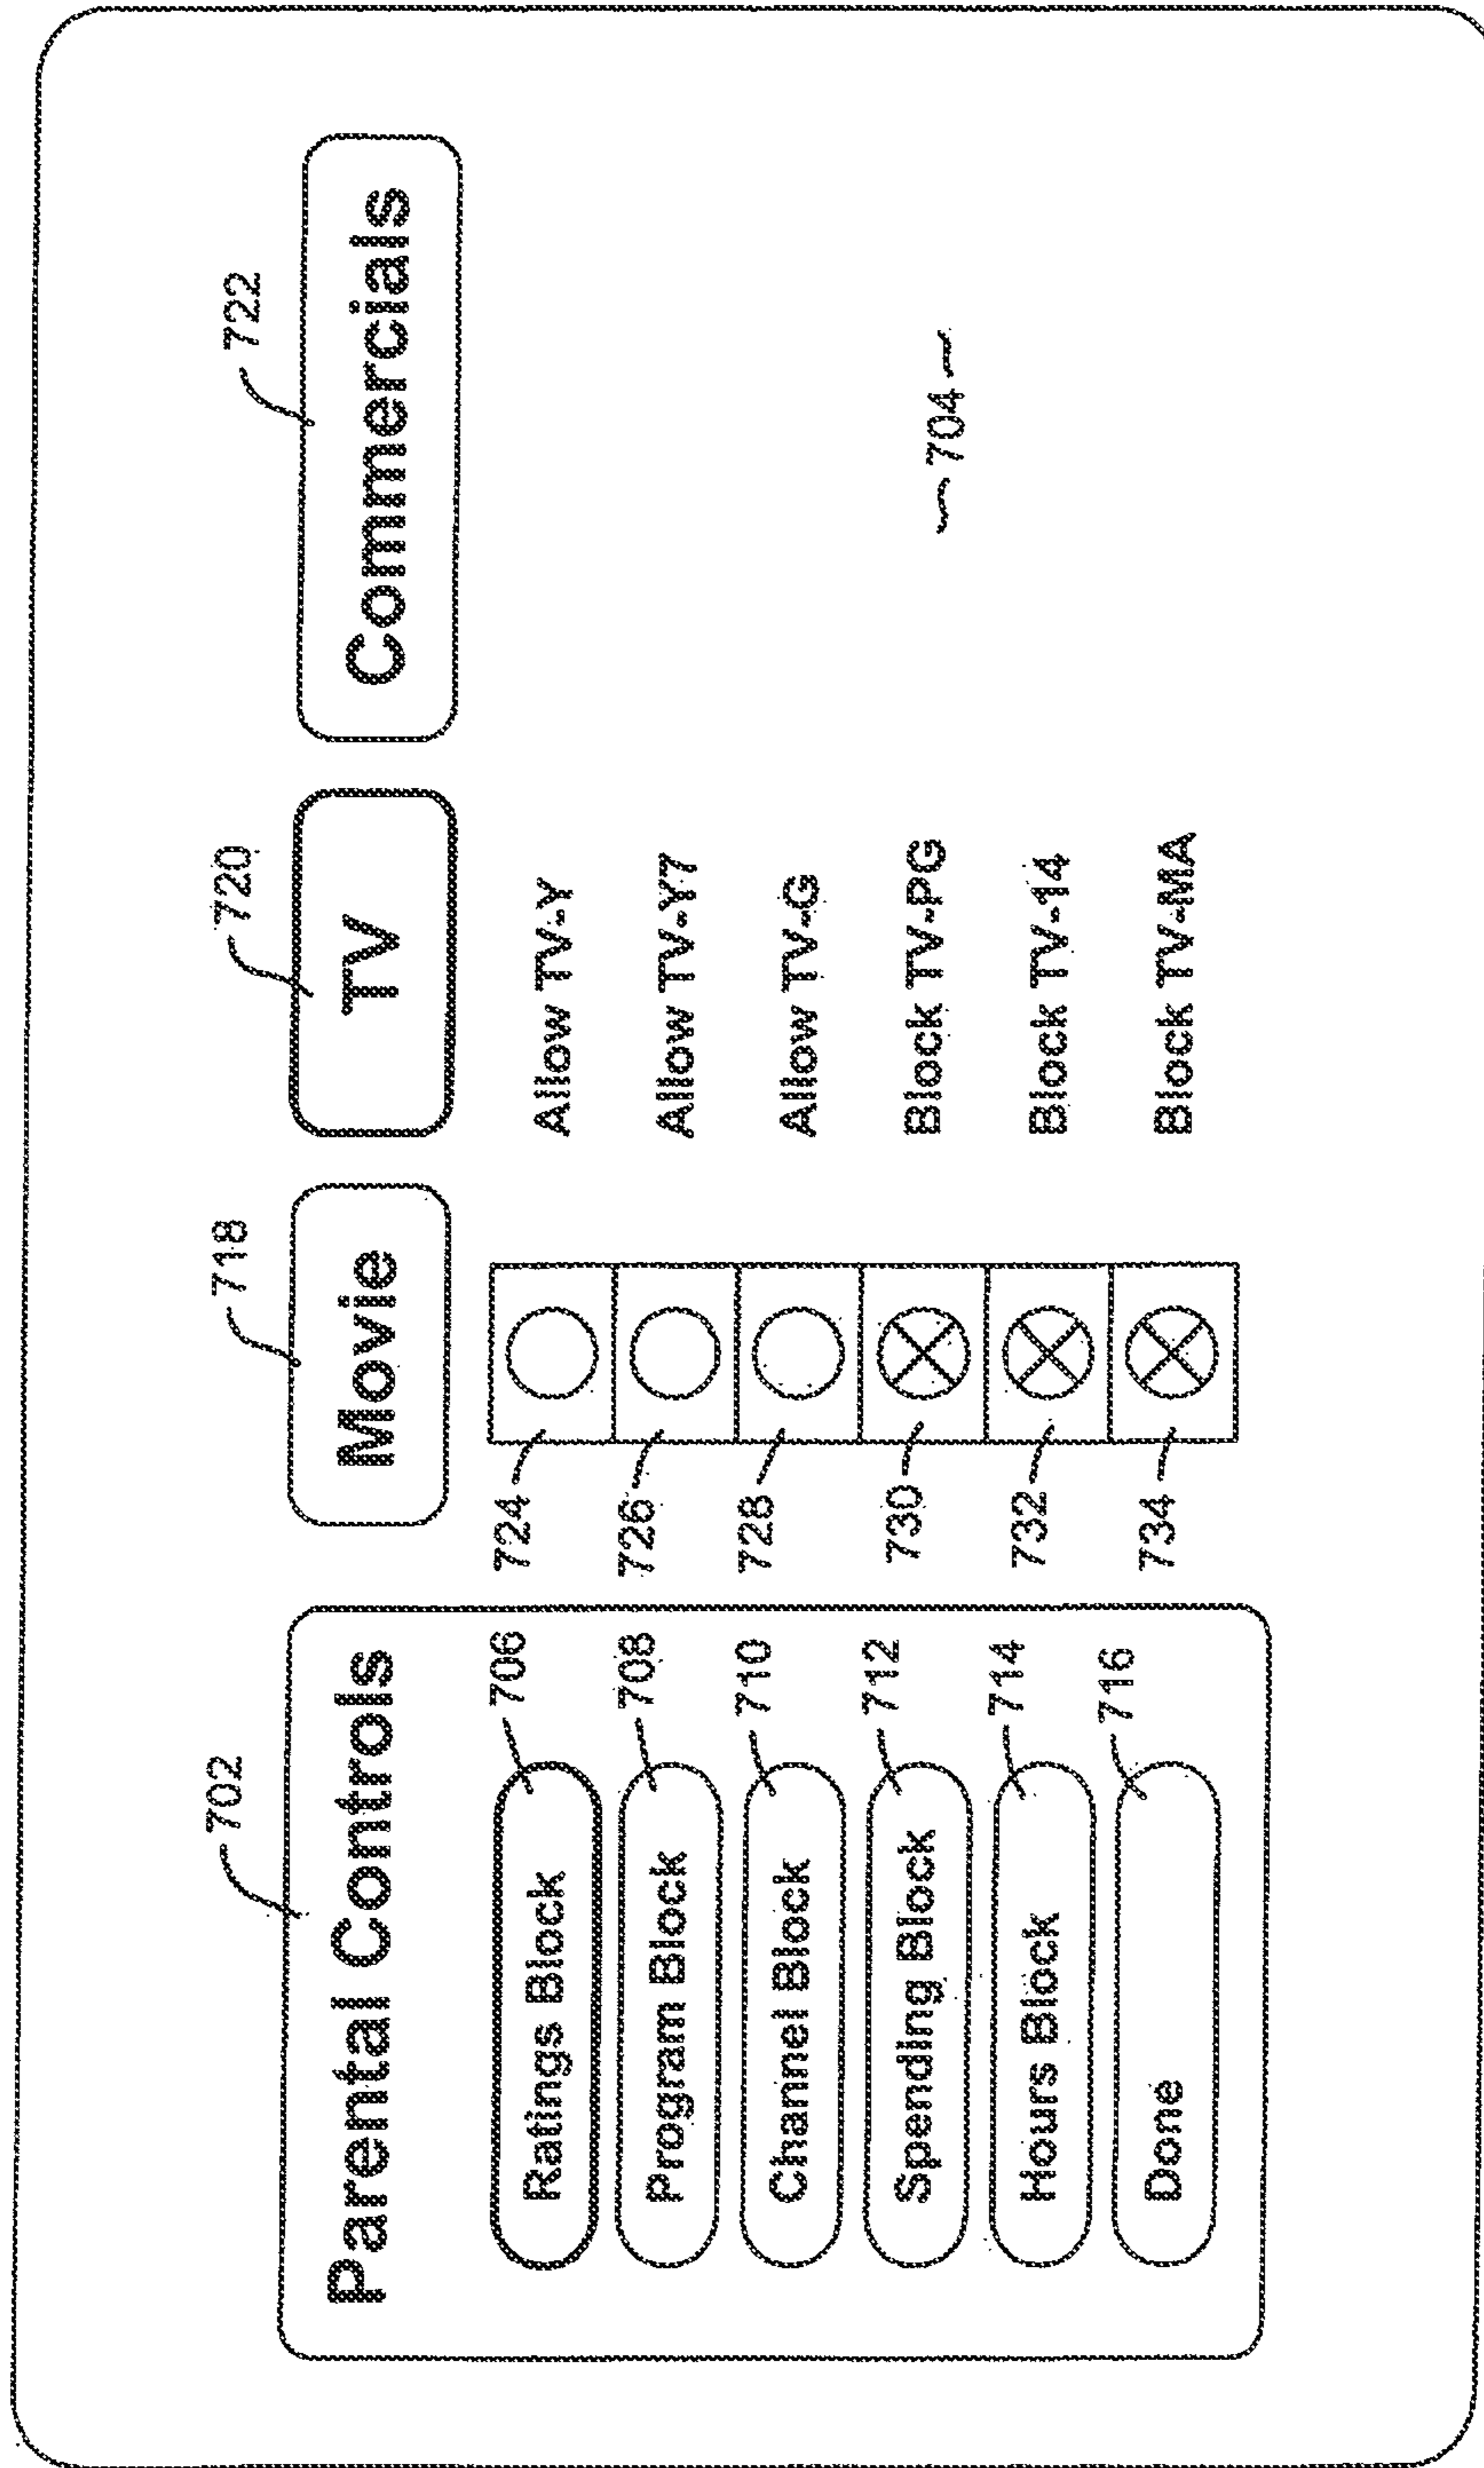 702
Parental Controls
Ratings Block
706
Program Block
708
Channel Block
710
Spending Block
712
Hours Block
714
Done
716
718
Movie
720
TV
722
Commercials
724
Allow TV-Y
726
Allow TV-Y7
728
Allow TV-G
730
Block TV-PG
732
Block TV-14
734
Block TV-MA
704